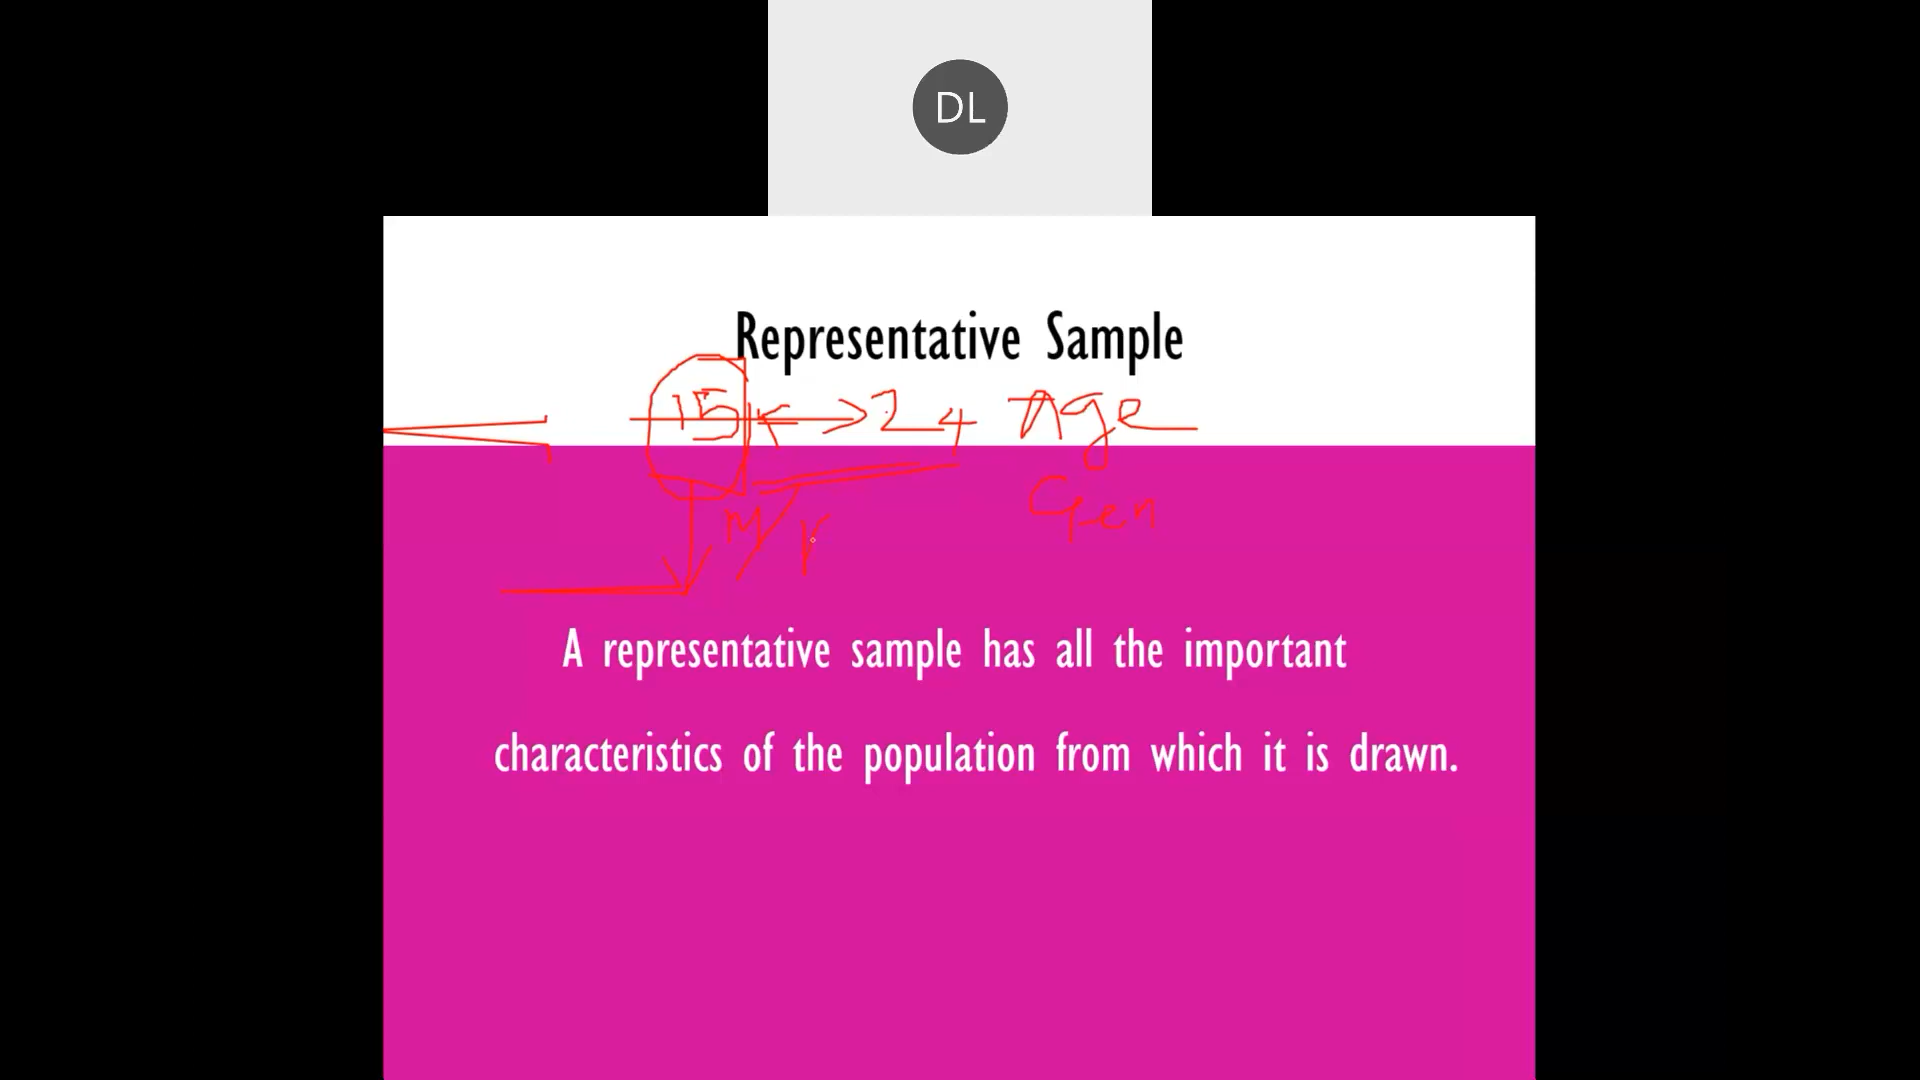 DL
Representative Sample
15 24 Age
Gen
M/F
A representative sample has all the important
characteristics of the population from which it is drawn.